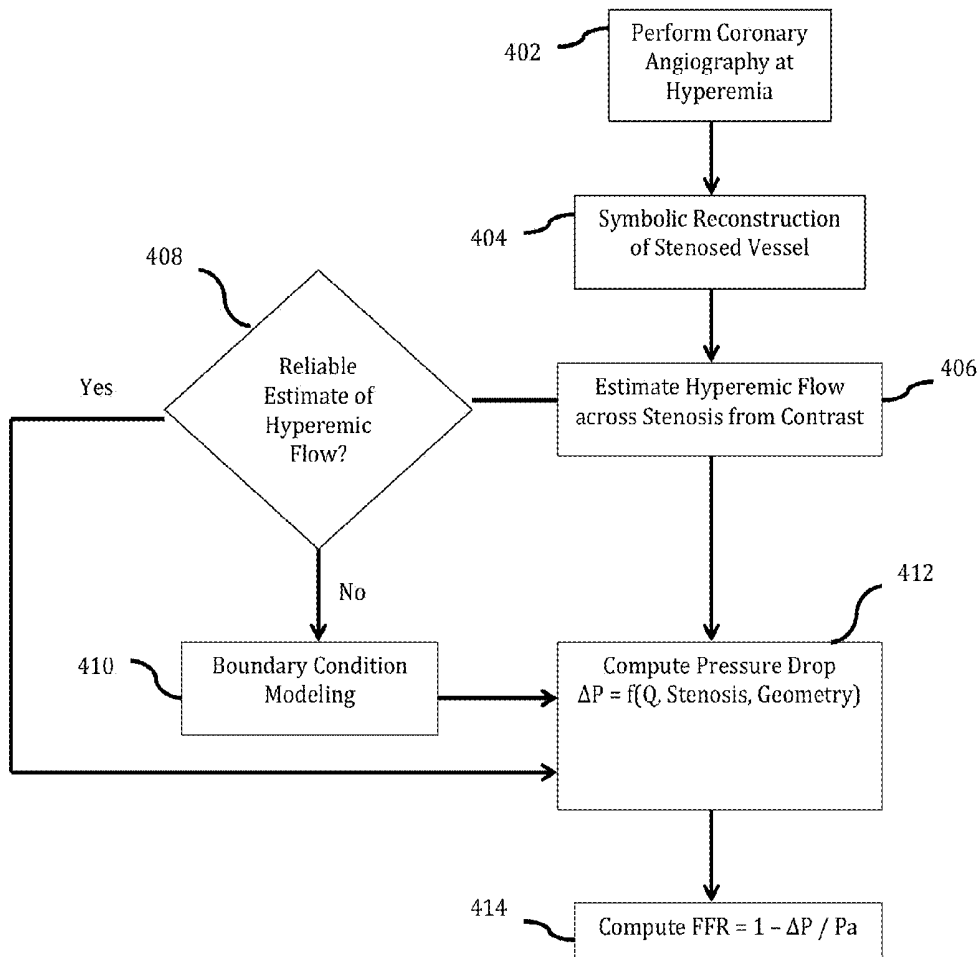 402
Perform Coronary
Angiography at
Hyperemia
404
Symbolic Reconstruction
of Stenosed Vessel
408
Reliable
Estimate of
Hyperemic
Flow?
Yes
406
Estimate Hyperemic Flow
across Stenosis from Contrast
No
410
Boundary Condition
Modeling
412
Compute Pressure Drop
ΔP = f(Q, Stenosis, Geometry)
414
Compute FFR = 1 – ΔP / Pa